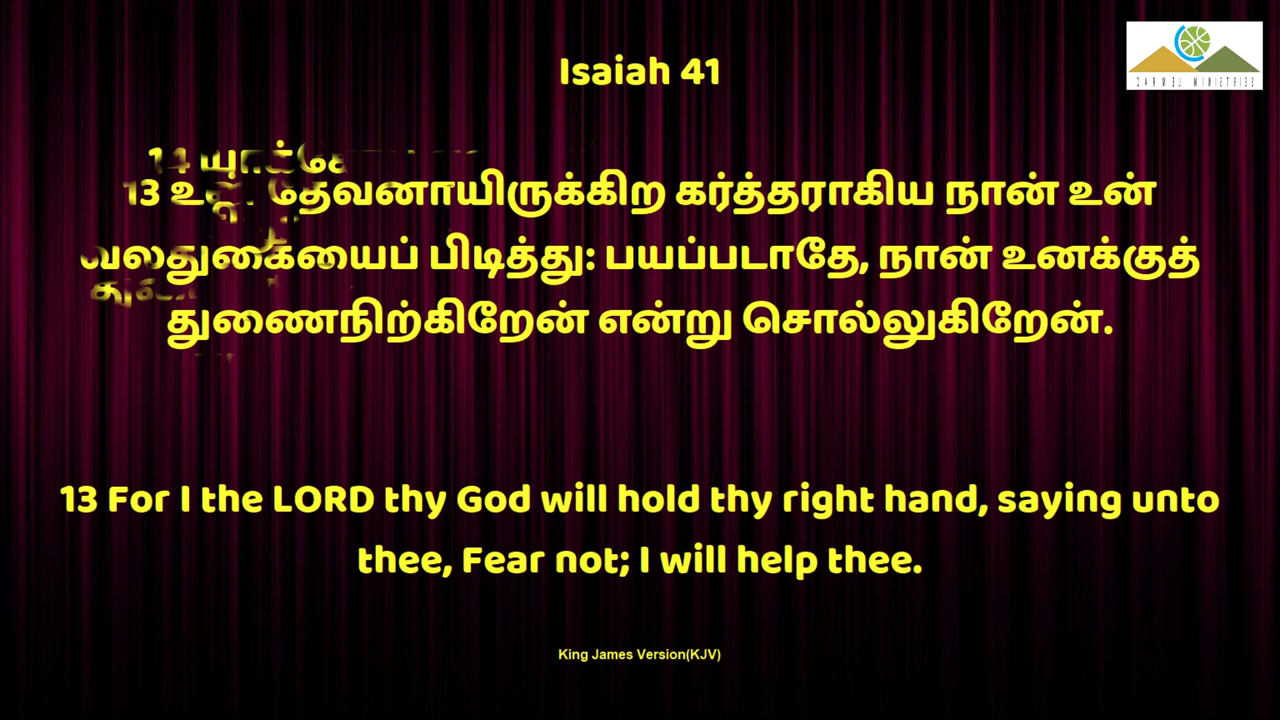 Isaiah 41
14
13 தேவனாயிருக்கிற கர்த்தராகிய நான் உன்
வலதுகையைப் பிடித்து: பயப்படாதே, நான் உனக்குத்
துணைநிற்கிறேன் என்று சொல்லுகிறேன்.
13 For I the LORD thy God will hold thy right hand, saying unto
thee, Fear not; I will help thee.
King James Version(KJV)